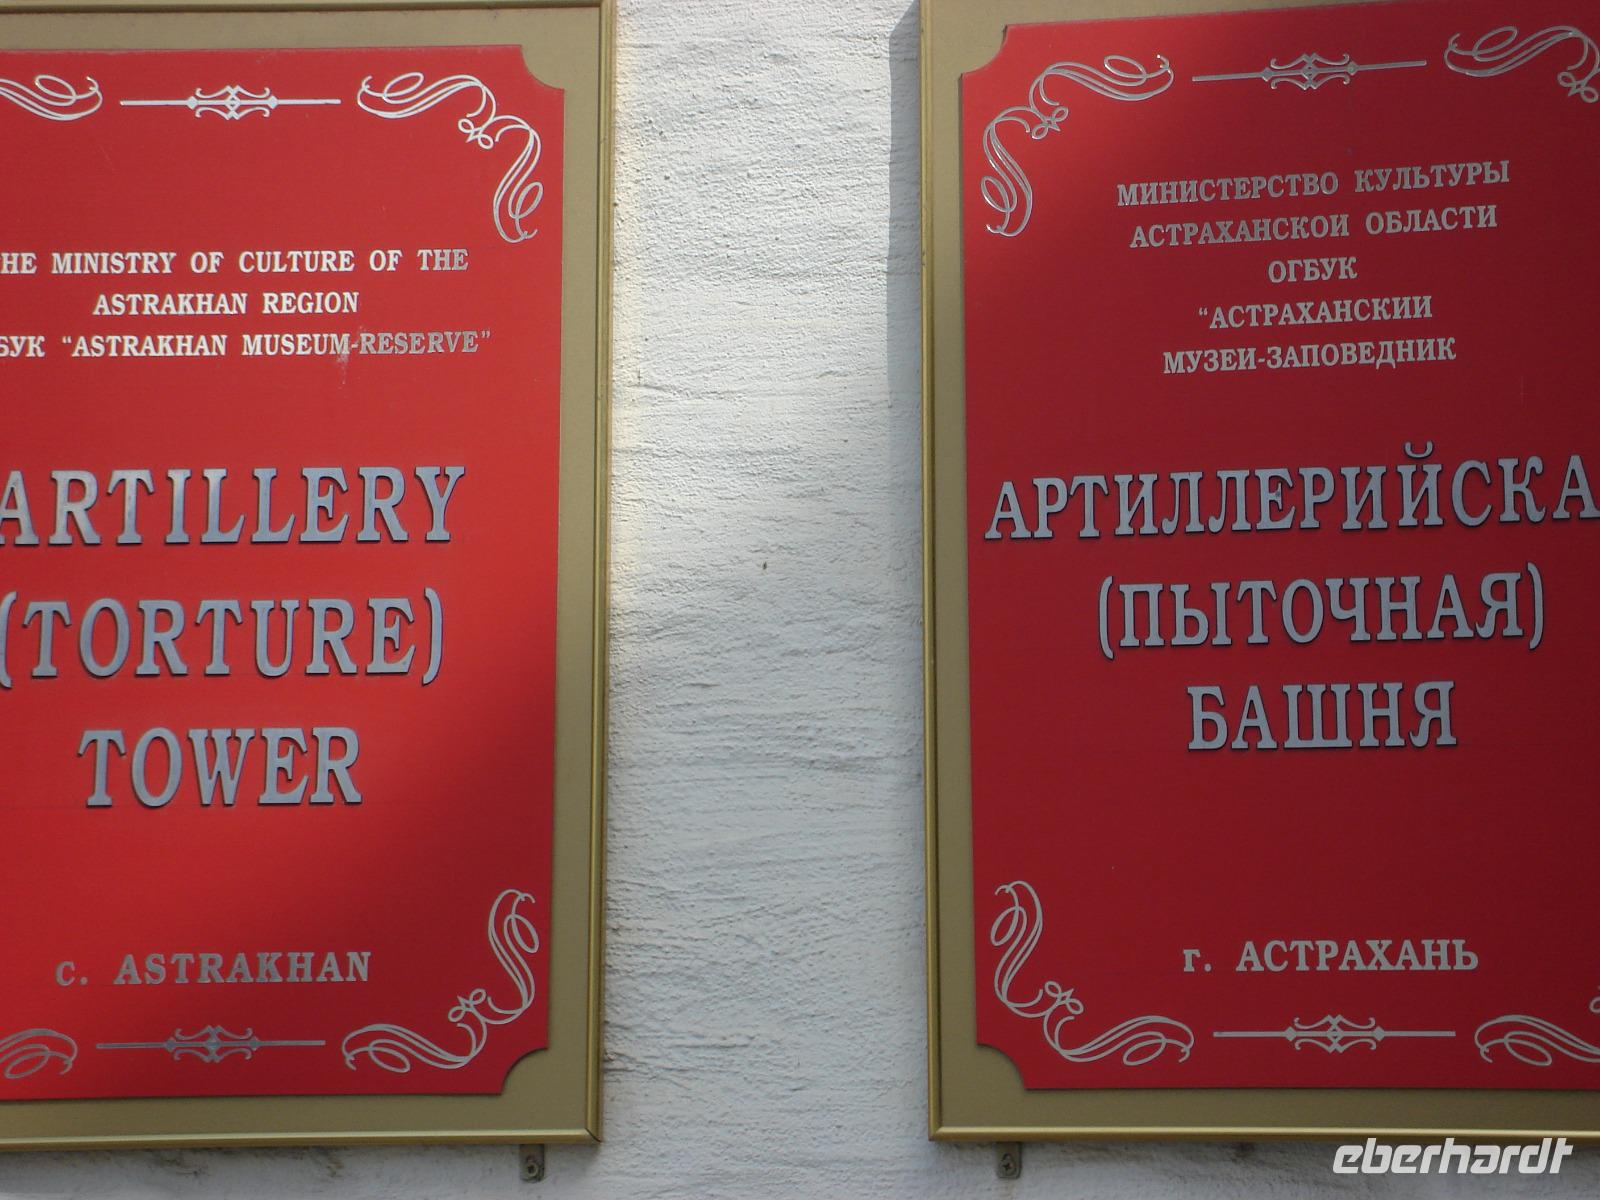 HE MINISTRY OF CULTURE OF THE
ASTRAKHAN REGION
БУК "ASTRAKHAN MUSEUM-RESERVE"
ARTILLERY
(TORTURE)
TOWER
c. ASTRAKHAN
МИНИСТЕРСТВО КУЛЬТУРЫ
АСТРАХАНСКОИ ОБЛАСТИ
ОГБУК
"АСТРАХАНСКИИ
МУЗЕИ-ЗАПОВЕДНИК
АРТИЛЛЕРИЙСКА
(ПЫТОЧНАЯ)
БАШНЯ
г. АСТРАХАНЬ
eberhardt